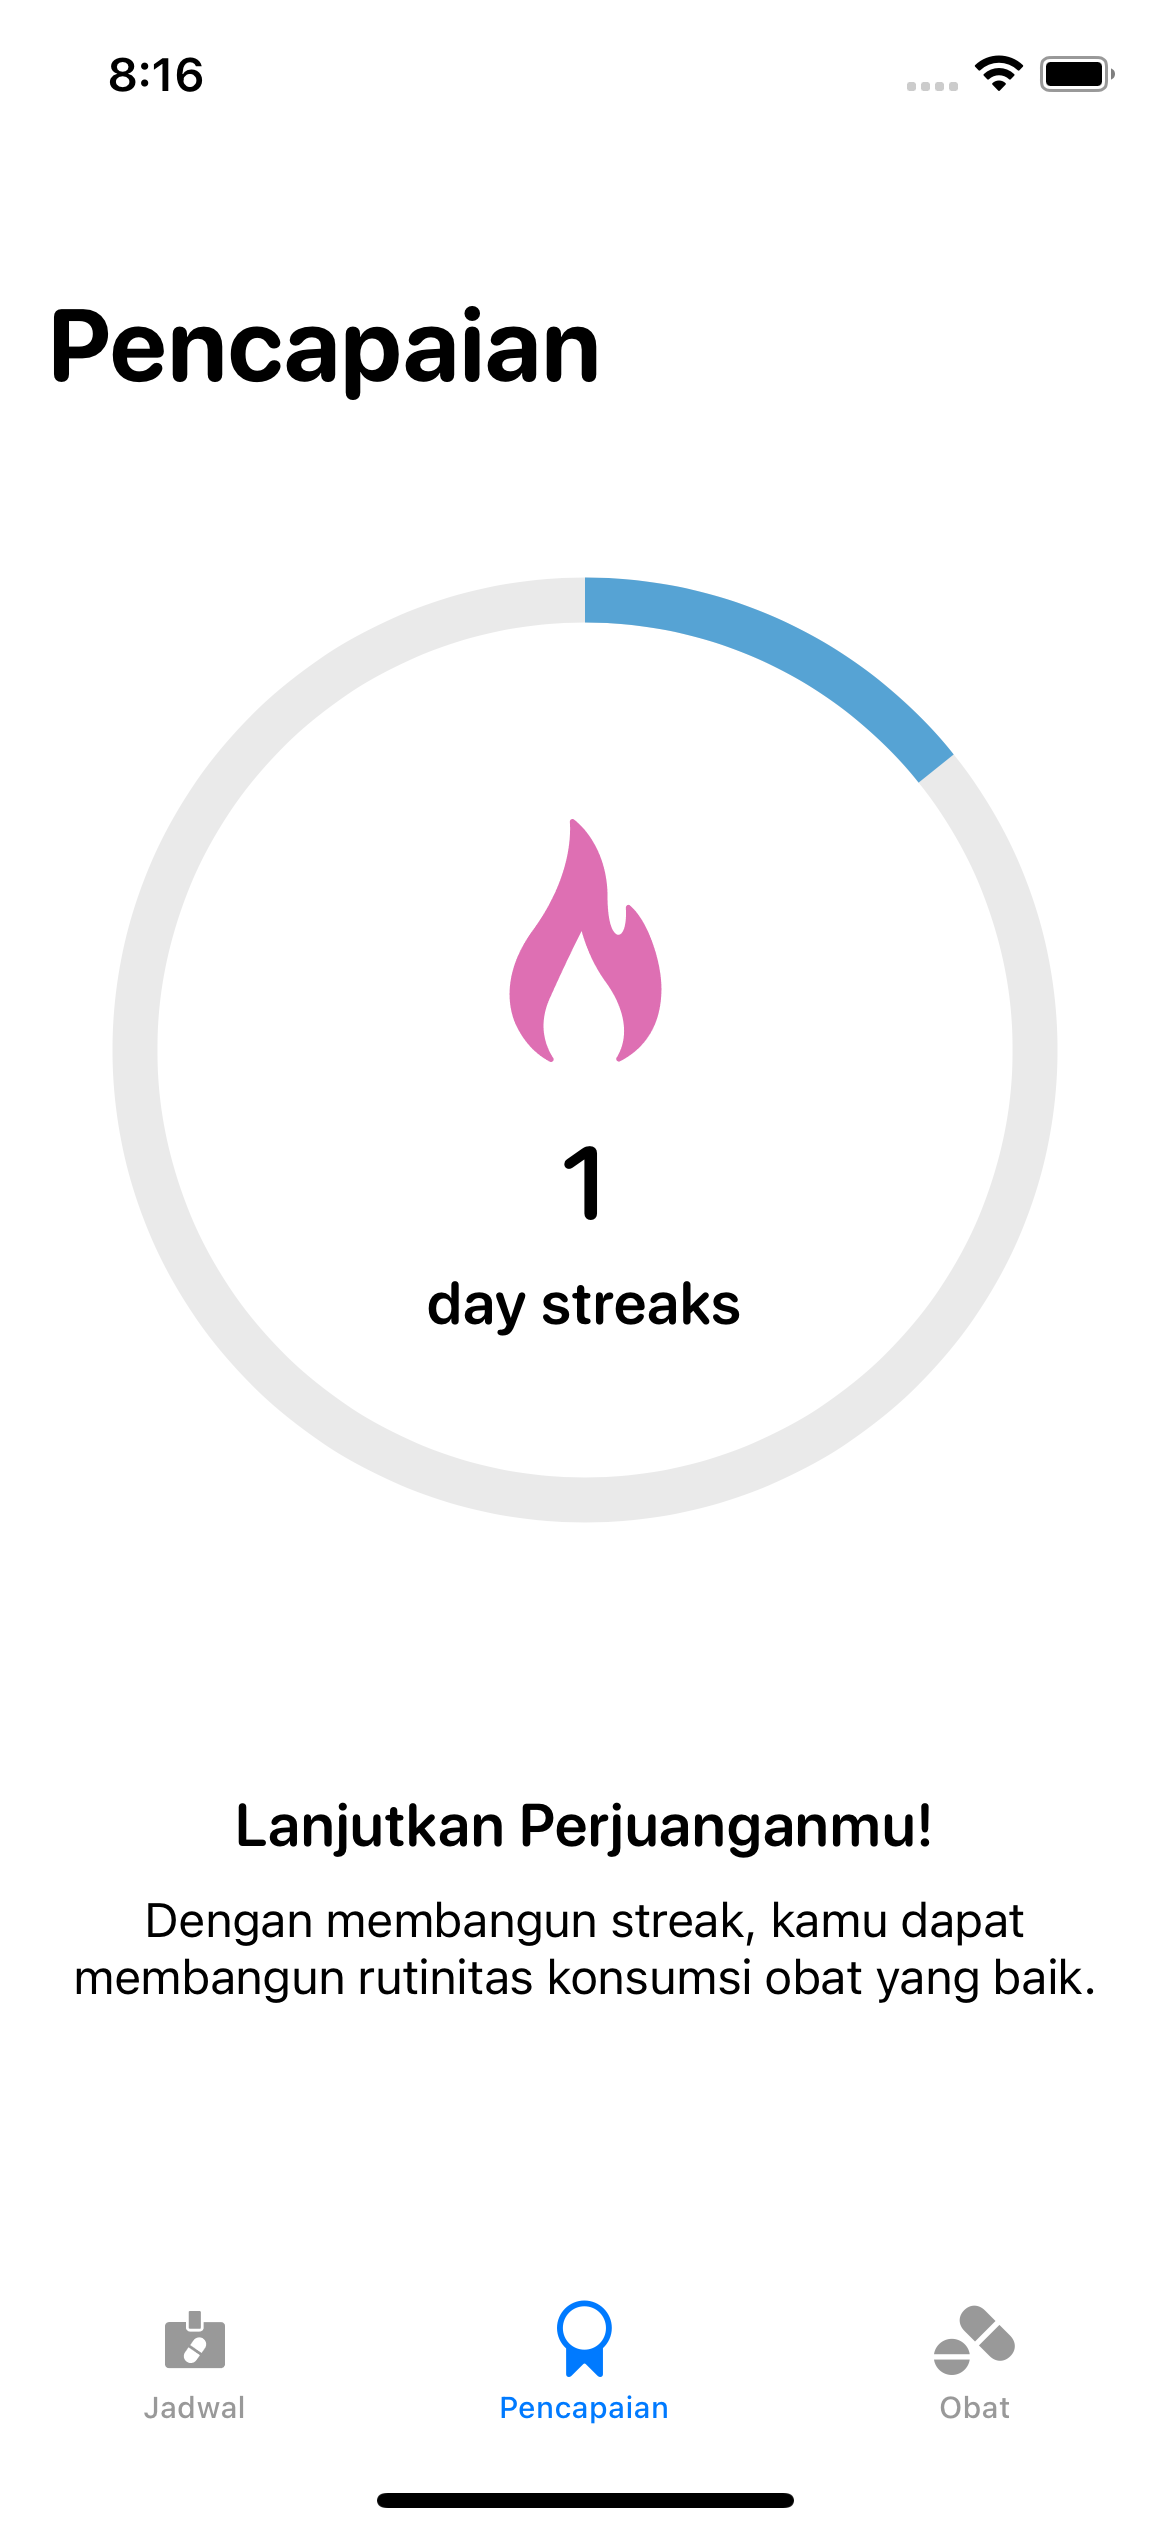 8:16
Pencapaian
1
day streaks
Lanjutkan Perjuanganmu!
Dengan membangun streak, kamu dapat
membangun rutinitas konsumsi obat yang baik.
Jadwal
Pencapaian
Obat